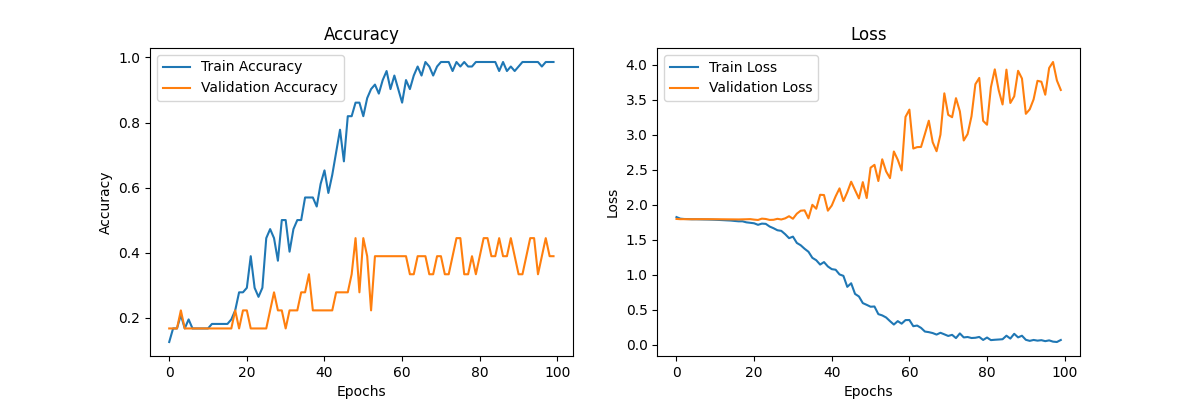 Accuracy
Train Accuracy
Validation Accuracy
Accuracy
1.0
0.8
0.6
0.4
0.2
0 20 40 60 80 100
Epochs
Loss
Train Loss
Validation Loss
Loss
4.0
3.5
3.0
2.5
2.0
1.5
1.0
0.5
0.0
0 20 40 60 80 100
Epochs